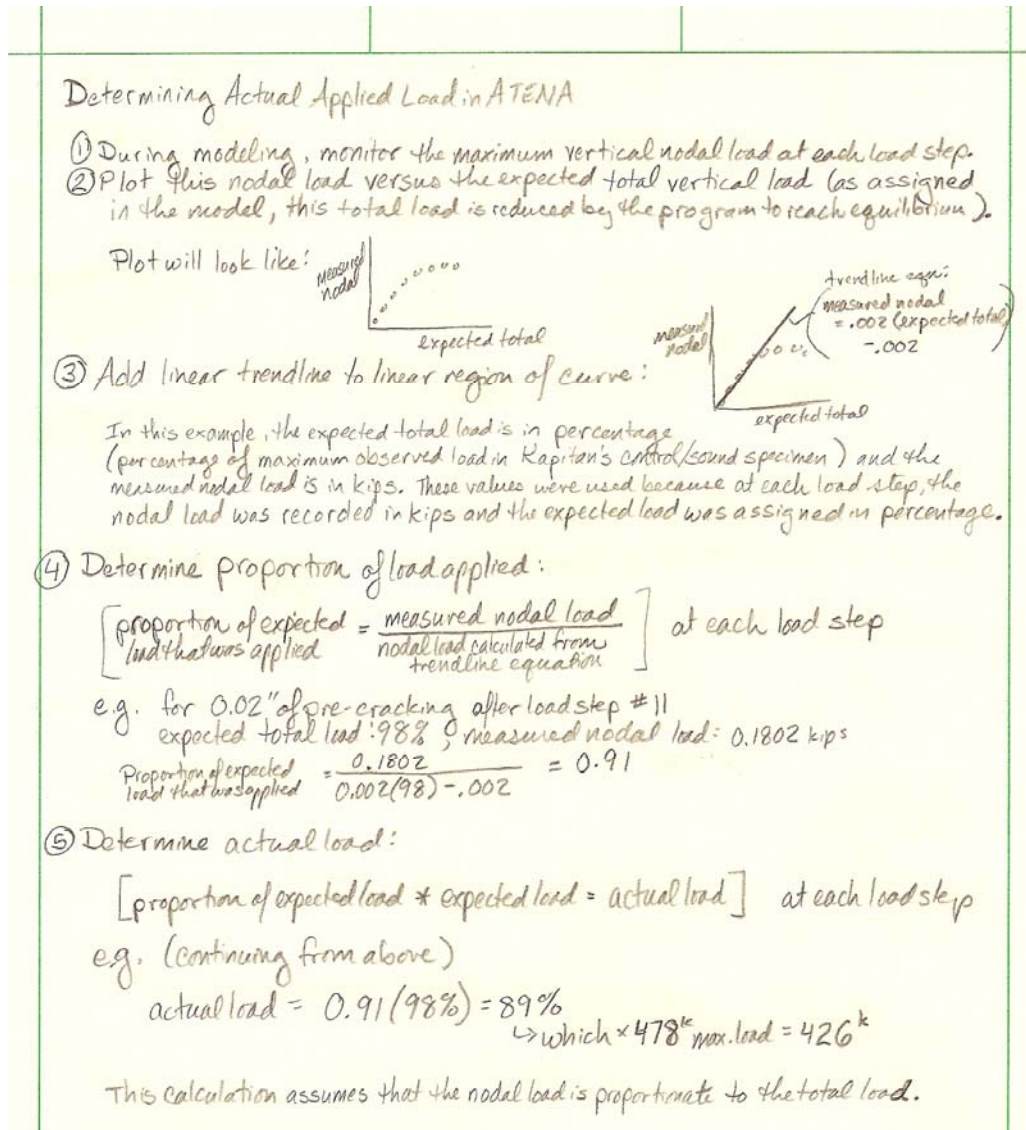 Determining Actual Applied Load in ATENA
① During modeling, monitor the maximum vertical nodal load at each load step.
② Plot this nodal load versus the expected total vertical load (as assigned
in the model, this total load is reduced by the program to reach equilibrium).
Plot will look like:
measured
nodal
expected total
trendline eqn:
measured nodal
= .002 (expected total)
-.002
measured
nodal
expected total
③ Add linear trendline to linear region of curve:
In this example, the expected total load is in percentage
(percentage of maximum observed load in Kapitan's control/sound specimen) and the
measured nodal load is in kips. These values were used because at each load step, the
nodal load was recorded in kips and the expected load was assigned in percentage.
④ Determine proportion of load applied:
[proportion of expected = measured nodal load
load that was applied nodal load calculated from
trendline equation] at each load step
e.g. for 0.02" of pre-cracking after load step #11
expected total load: 98% ; measured nodal load: 0.1802 kips
Proportion of expected = 0.1802 = 0.91
load that was applied 0.002(98) -.002
⑤ Determine actual load:
[proportion of expected load * expected load = actual load] at each load step
e.g. (continuing from above)
actual load = 0.91(98%) = 89%
↳ which × 478ᵏ max. load = 426ᵏ
This calculation assumes that the nodal load is proportionate to the total load.